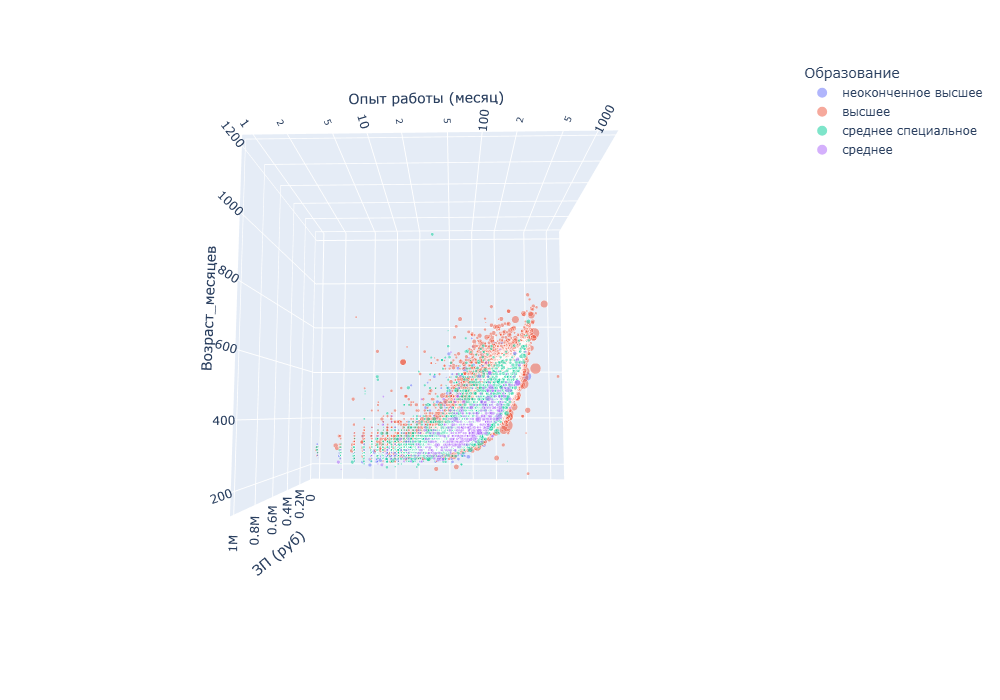 Образование
неоконченное высшее
высшее
среднее специальное
среднее
Опыт работы (месяц)
1
2
5
10
2
5
100
2
5
1000
1200
1000
800
600
400
200
Возраст_месяцев
0
0.2M
0.4M
0.6M
0.8M
1M
ЗП (руб)